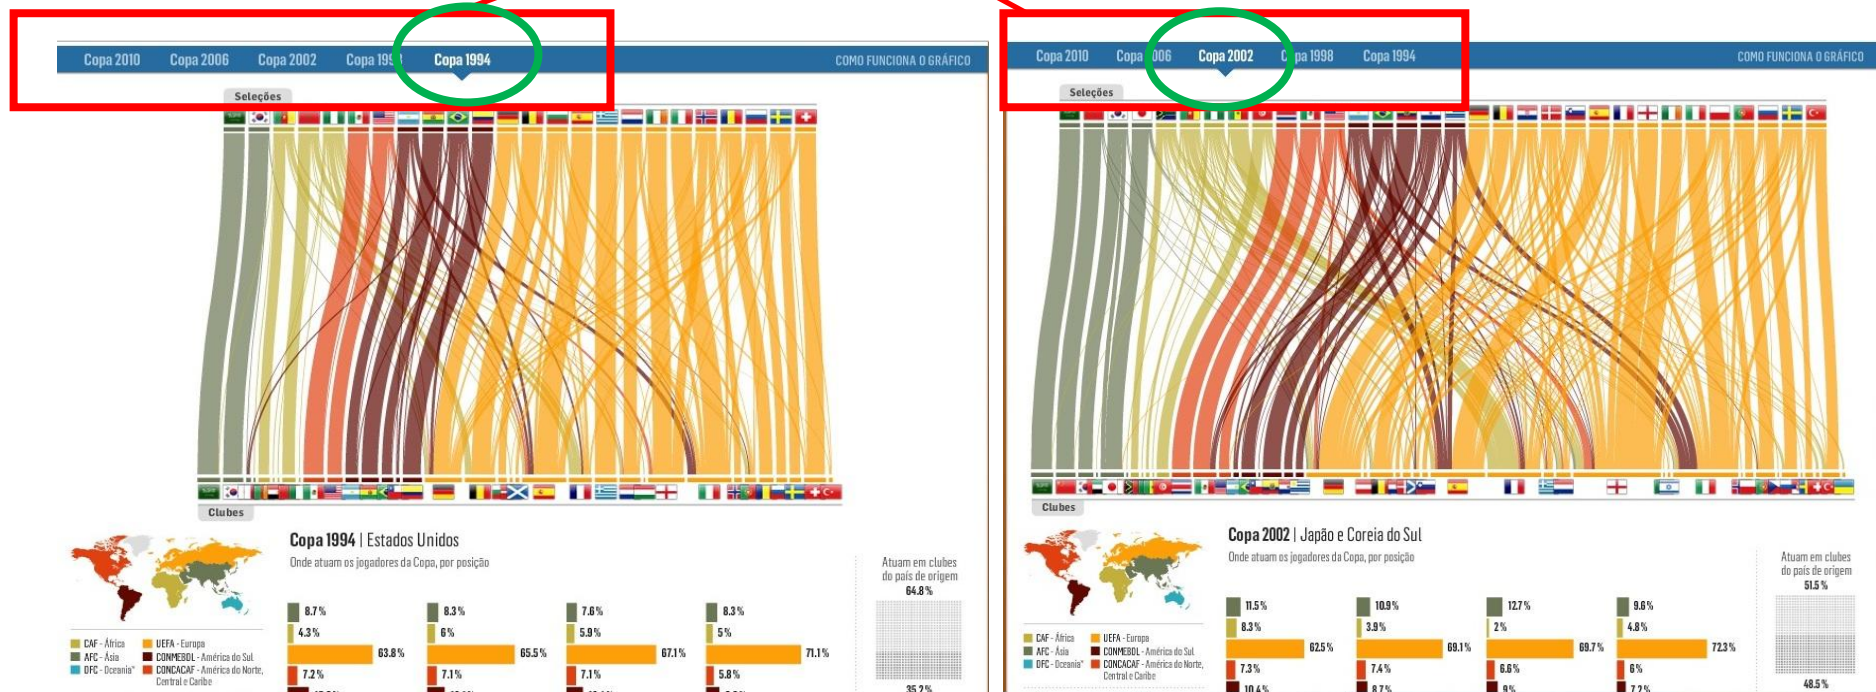 Copa 2010 Copa 2006 Copa 2002 Copa 1998 Copa 1994 COMO FUNCIONA O GRÁFICO
Seleções
Clubes
Copa 1994 | Estados Unidos
Onde atuam os jogadores da Copa, por posição
Atuam em clubes
do país de origem
64.8%
8.7% 8.3% 7.6% 8.3%
4.3% 6% 5.9% 5%
63.8% 65.5% 67.1% 71.1%
7.2% 7.1% 7.1% 5.8%
35.2%
CAF - África UEFA - Europa
AFC - Ásia CONMEBOL - América do Sul
OFC - Oceania* CONCACAF - América do Norte,
Central e Caribe
Copa 2010 Copa 2006 Copa 2002 Copa 1998 Copa 1994 COMO FUNCIONA O GRÁFICO
Seleções
Clubes
Copa 2002 | Japão e Coreia do Sul
Onde atuam os jogadores da Copa, por posição
Atuam em clubes
do país de origem
51.5%
11.5% 10.9% 12.7% 9.6%
8.3% 3.9% 2% 4.8%
62.5% 69.1% 69.7% 72.3%
7.3% 7.4% 6.6% 6%
10.4% 8.7% 9% 7.2%
48.5%
CAF - África UEFA - Europa
AFC - Ásia CONMEBOL - América do Sul
OFC - Oceania* CONCACAF - América do Norte,
Central e Caribe